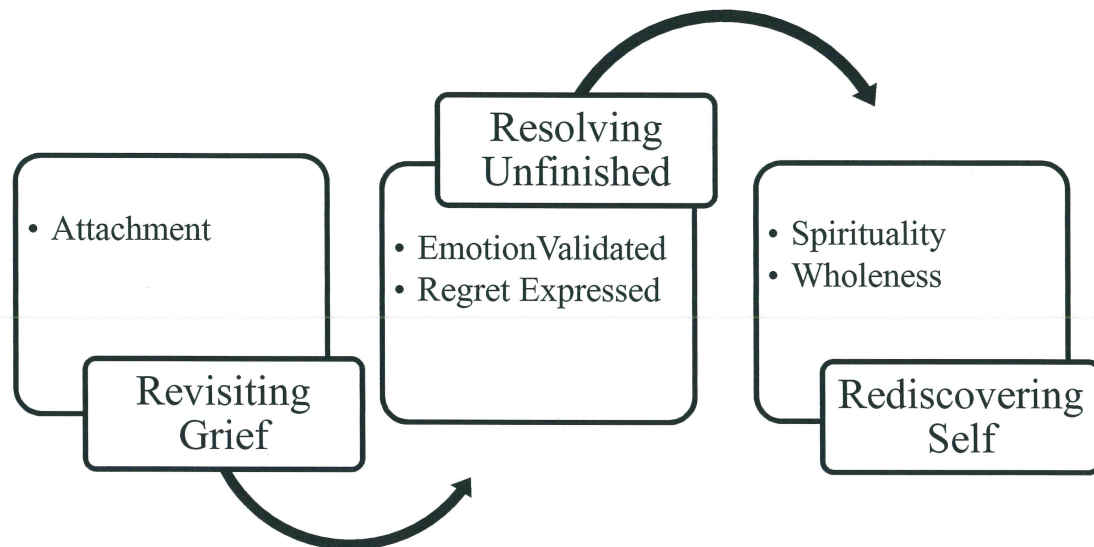 • Attachment
Revisiting
Grief
Resolving
Unfinished
• EmotionValidated
• Regret Expressed
• Spirituality
• Wholeness
Rediscovering
Self